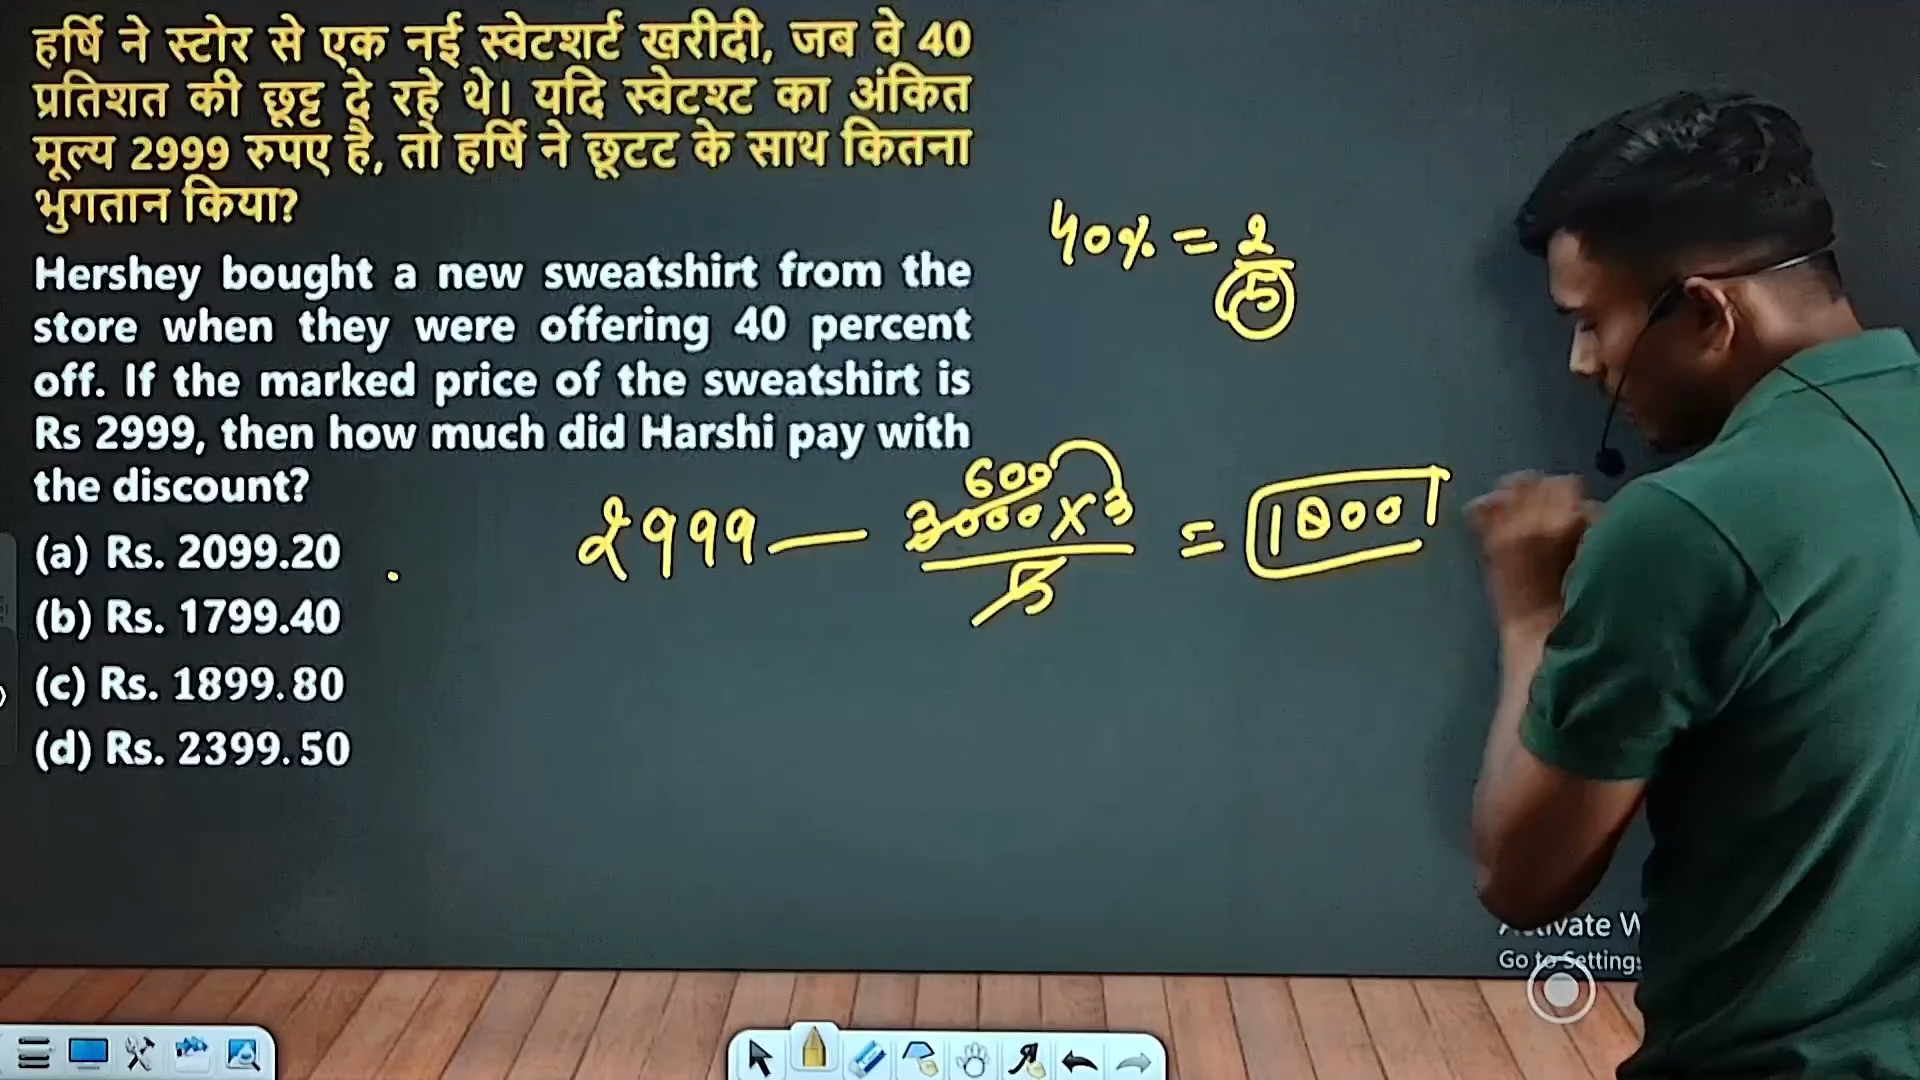 हर्षि ने स्टोर से एक नई स्वेटशर्ट खरीदी, जब वे 40
प्रतिशत की छूट्ट दे रहे थे। यदि स्वेटश्ट का अंकित
मूल्य 2999 रुपए है, तो हर्षि ने छूटट के साथ कितना
भुगतान किया?
Hershey bought a new sweatshirt from the
store when they were offering 40 percent
off. If the marked price of the sweatshirt is
Rs 2999, then how much did Harshi pay with
the discount?
(a) Rs. 2099.20
(b) Rs. 1799.40
(c) Rs. 1899.80
(d) Rs. 2399.50
40% = 2/5
600
2999 — 3000 x 3 / 5 = 1800
Go to Settings